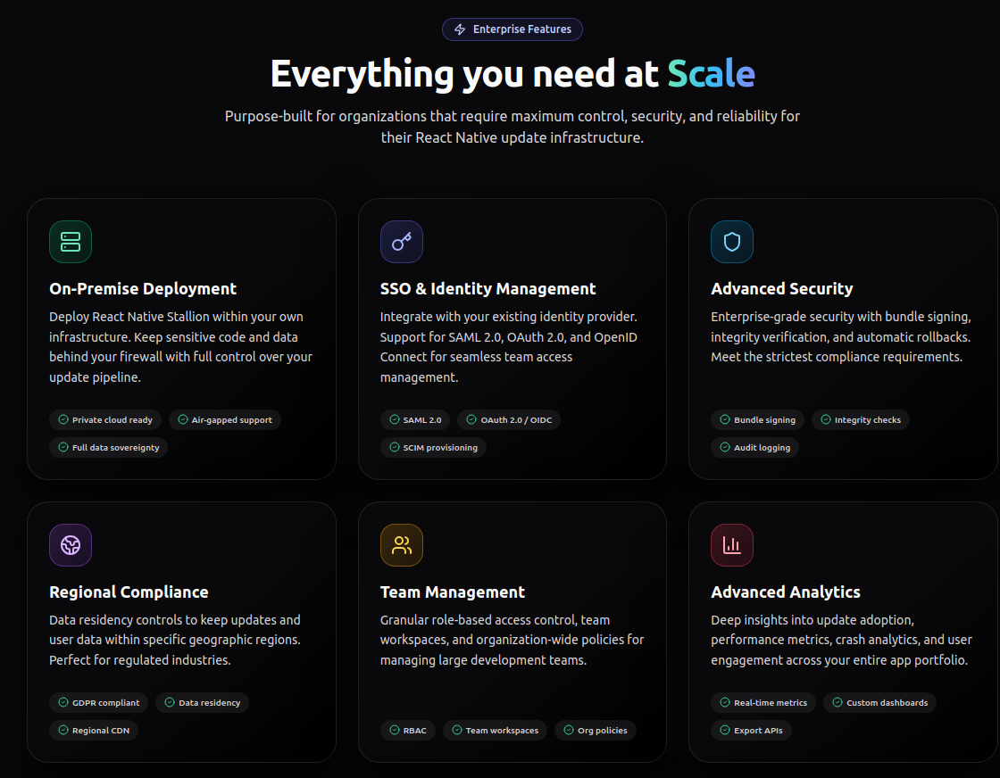 Enterprise Features
Everything you need at Scale
Purpose-built for organizations that require maximum control, security, and reliability for
their React Native update infrastructure.
On-Premise Deployment
Deploy React Native Stallion within your own
infrastructure. Keep sensitive code and data
behind your firewall with full control over your
update pipeline.
Private cloud ready
Air-gapped support
Full data sovereignty
SSO & Identity Management
Integrate with your existing identity provider.
Support for SAML 2.0, OAuth 2.0, and OpenID
Connect for seamless team access
management.
SAML 2.0
OAuth 2.0 / OIDC
SCIM provisioning
Advanced Security
Enterprise-grade security with bundle signing,
integrity verification, and automatic rollbacks.
Meet the strictest compliance requirements.
Bundle signing
Integrity checks
Audit logging
Regional Compliance
Data residency controls to keep updates and
user data within specific geographic regions.
Perfect for regulated industries.
GDPR compliant
Data residency
Regional CDN
Team Management
Granular role-based access control, team
workspaces, and organization-wide policies for
managing large development teams.
RBAC
Team workspaces
Org policies
Advanced Analytics
Deep insights into update adoption,
performance metrics, crash analytics, and user
engagement across your entire app portfolio.
Real-time metrics
Custom dashboards
Export APIs